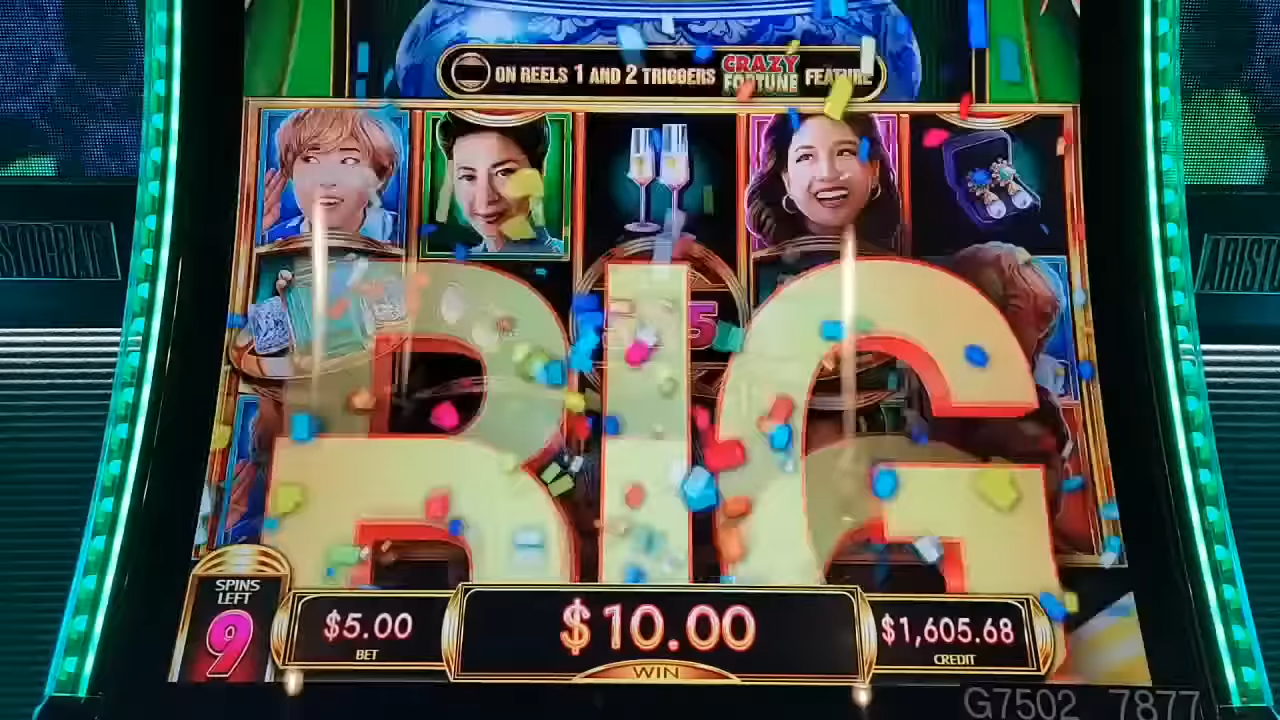 ON REELS 1 AND 2 TRIGGERS CRAZY FORTUNE FEATURE
5
BIG
SPINS
LEFT
9
$5.00
BET
$10.00
WIN
$1,605.68
CREDIT
G7502 7877